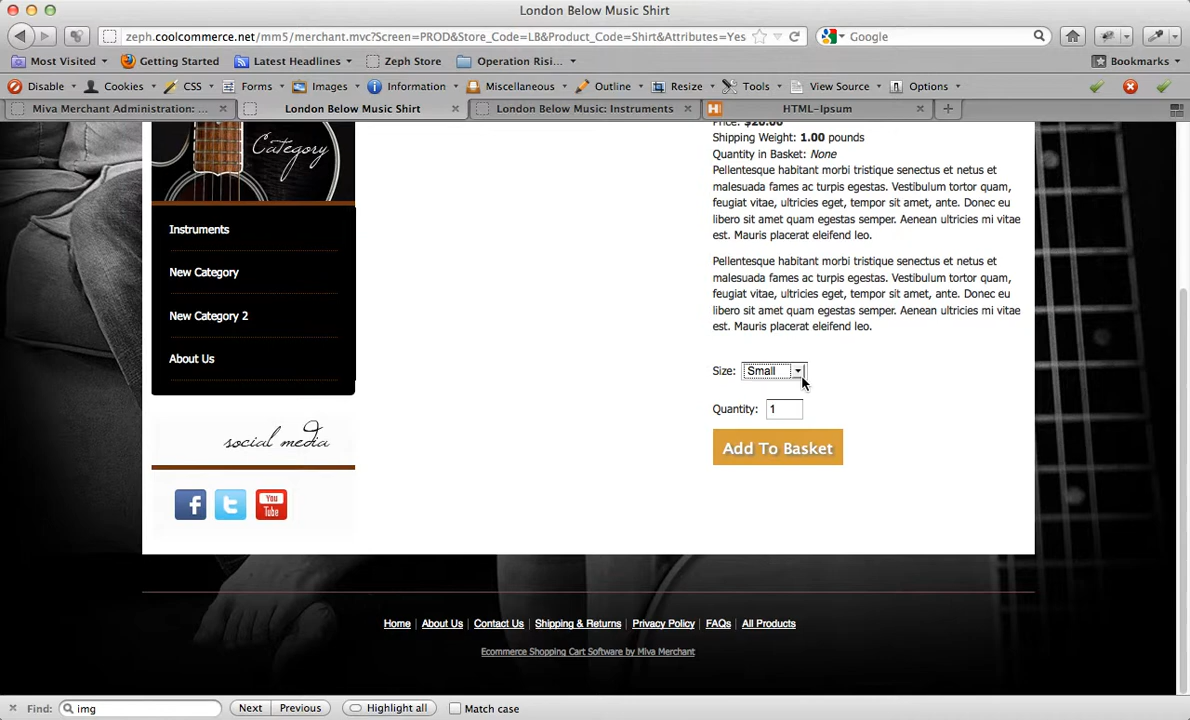 London Below Music Shirt
zeph.coolcommerce.net/mm5/merchant.mvc?Screen=PROD&Store_Code=LB&Product_Code=Shirt&Attributes=Yes
Google
Most Visited
Getting Started
Latest Headlines
Zeph Store
Operation Risi...
Bookmarks
Disable
Cookies
CSS
Forms
Images
Information
Miscellaneous
Outline
Resize
Tools
View Source
Options
Miva Merchant Administration: ...
London Below Music Shirt
London Below Music: Instruments
HTML-Ipsum
Category
Instruments
New Category
New Category 2
About Us
social media
f
t
You
Tube
Price: $20.00
Shipping Weight: 1.00 pounds
Quantity in Basket: None
Pellentesque habitant morbi tristique senectus et netus et
malesuada fames ac turpis egestas. Vestibulum tortor quam,
feugiat vitae, ultricies eget, tempor sit amet, ante. Donec eu
libero sit amet quam egestas semper. Aenean ultricies mi vitae
est. Mauris placerat eleifend leo.
Pellentesque habitant morbi tristique senectus et netus et
malesuada fames ac turpis egestas. Vestibulum tortor quam,
feugiat vitae, ultricies eget, tempor sit amet, ante. Donec eu
libero sit amet quam egestas semper. Aenean ultricies mi vitae
est. Mauris placerat eleifend leo.
Size: Small
Quantity: 1
Add To Basket
Home | About Us | Contact Us | Shipping & Returns | Privacy Policy | FAQs | All Products
Ecommerce Shopping Cart Software by Miva Merchant
Find: img
Next
Previous
Highlight all
Match case